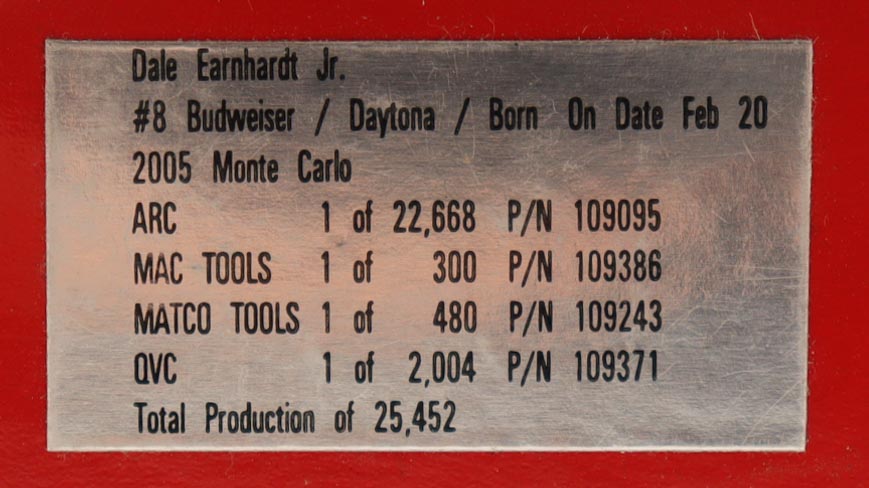 Dale Earnhardt Jr.
#8 Budweiser / Daytona / Born On Date Feb 20
2005 Monte Carlo
ARC 1 of 22,668 P/N 109095
MAC TOOLS 1 of 300 P/N 109386
MATCO TOOLS 1 of 480 P/N 109243
QVC 1 of 2,004 P/N 109371
Total Production of 25,452